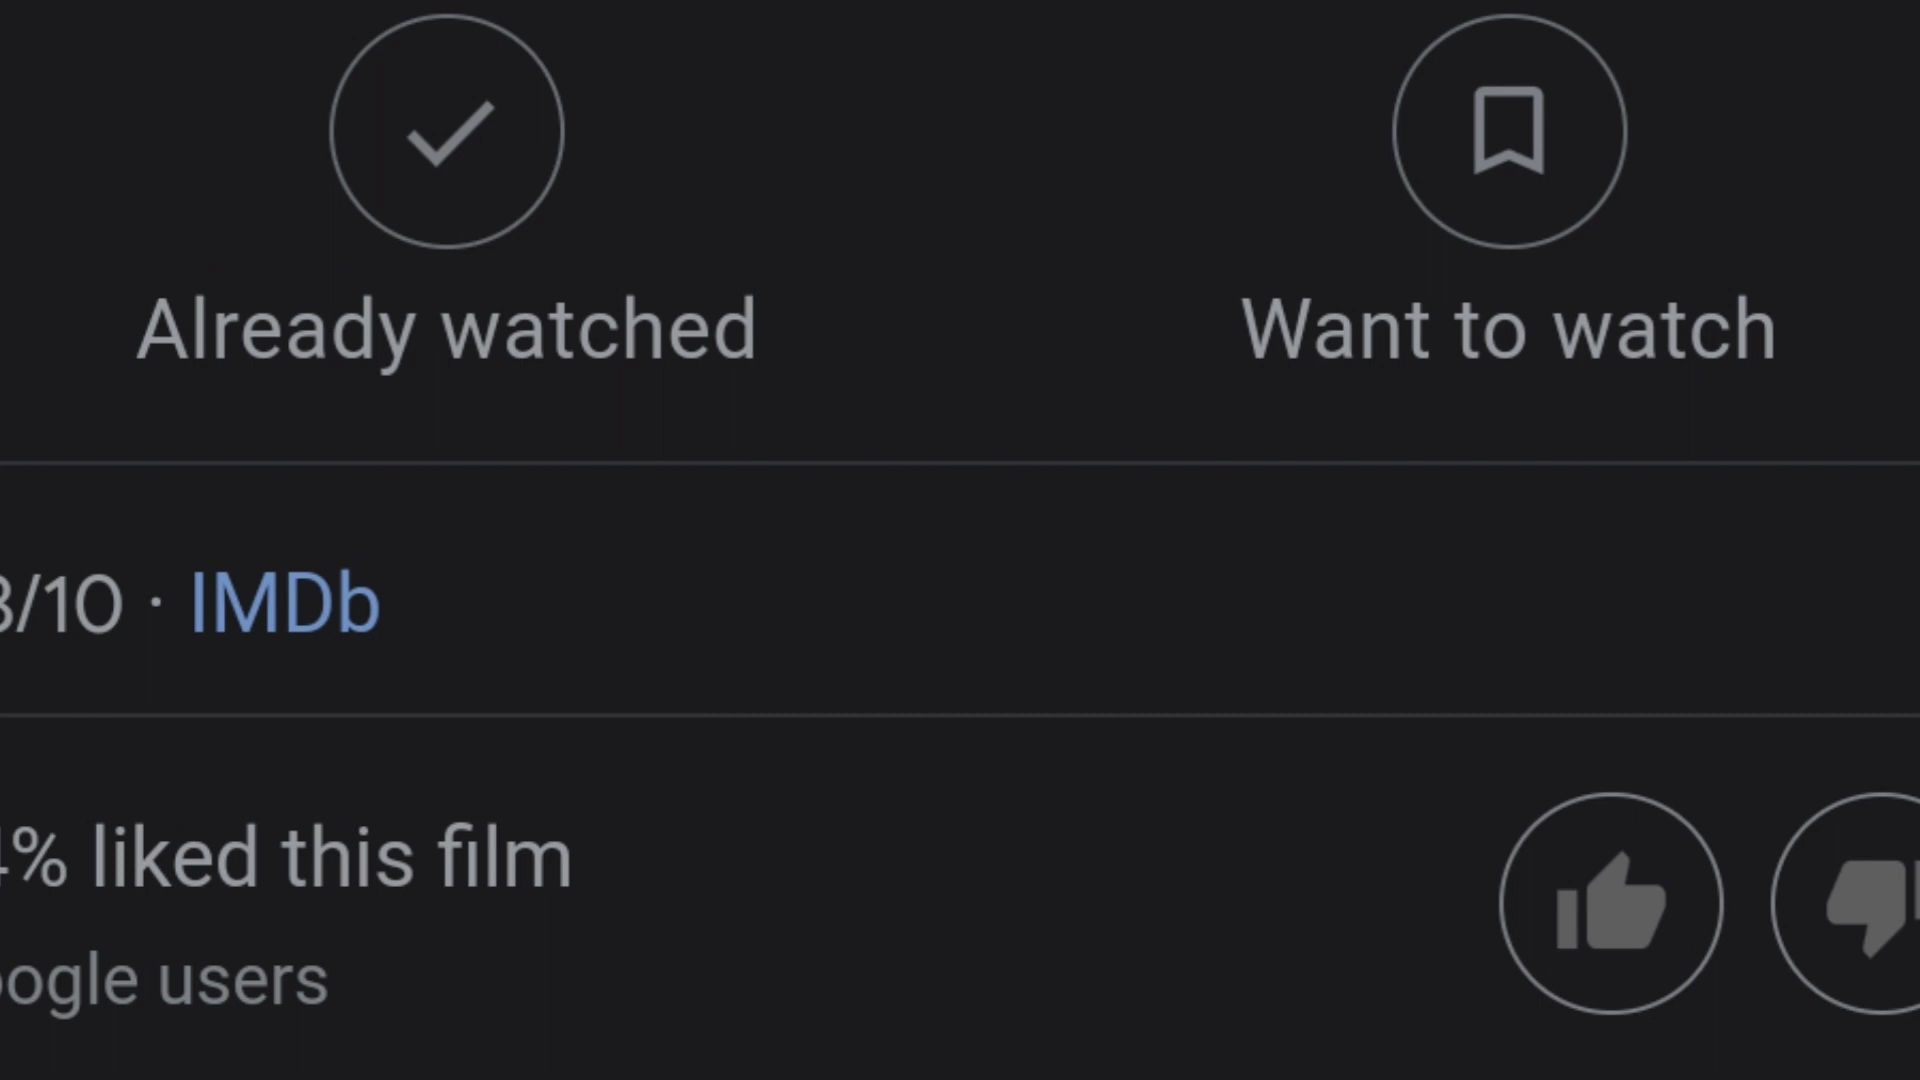 Already watched
Want to watch
/10 · IMDb
% liked this film
users